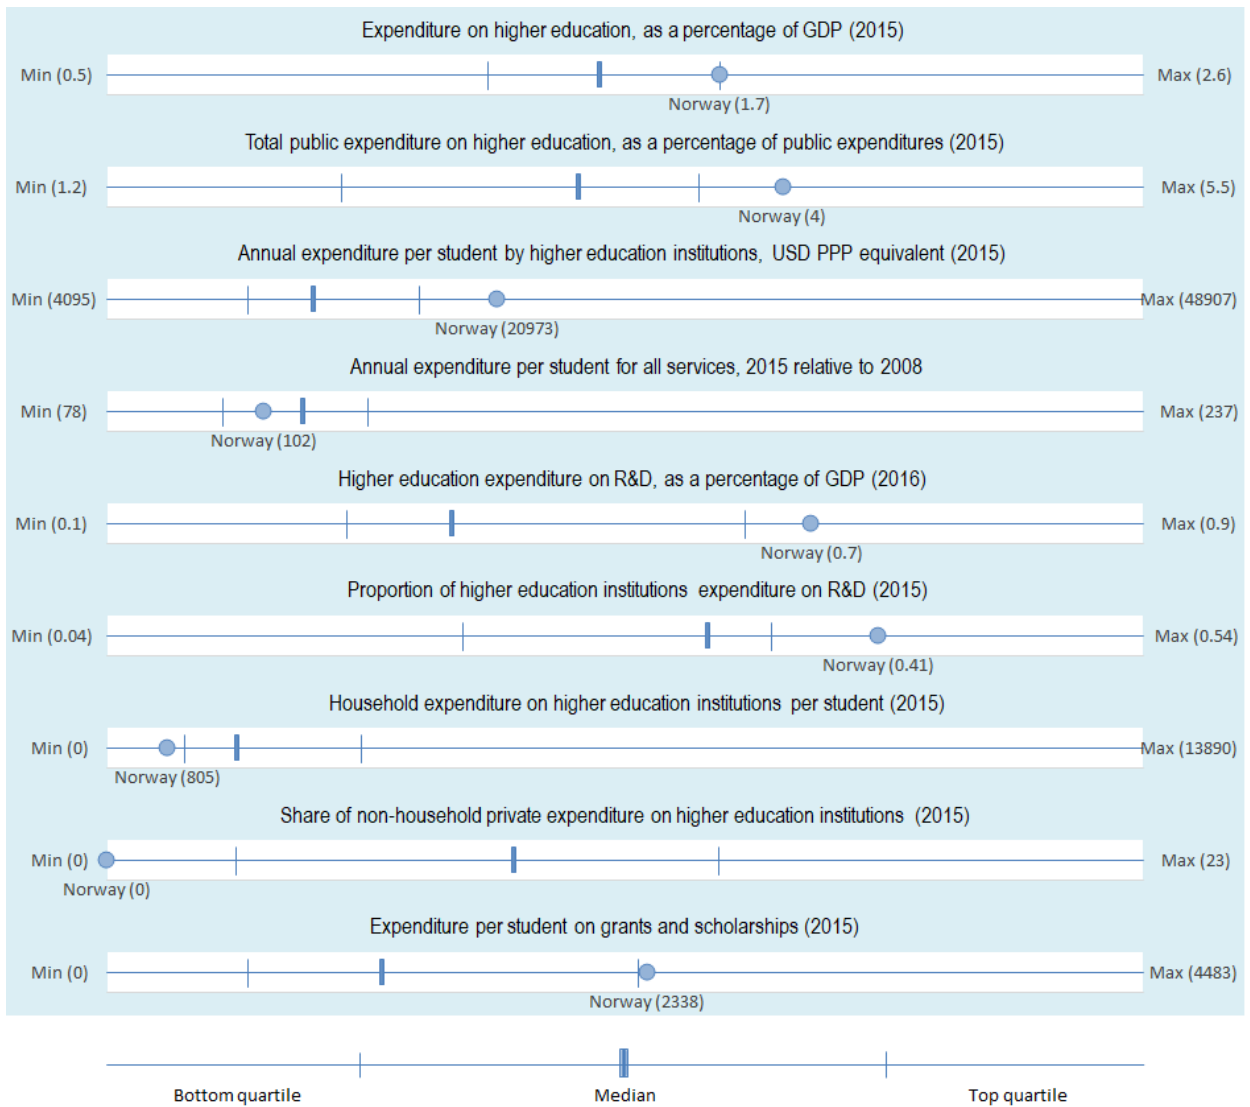 Expenditure on higher education, as a percentage of GDP (2015)
Min (0.5)
Max (2.6)
Norway (1.7)
Total public expenditure on higher education, as a percentage of public expenditures (2015)
Min (1.2)
Max (5.5)
Norway (4)
Annual expenditure per student by higher education institutions, USD PPP equivalent (2015)
Min (4095)
Max (48907)
Norway (20973)
Annual expenditure per student for all services, 2015 relative to 2008
Min (78)
Max (237)
Norway (102)
Higher education expenditure on R&D, as a percentage of GDP (2016)
Min (0.1)
Max (0.9)
Norway (0.7)
Proportion of higher education institutions expenditure on R&D (2015)
Min (0.04)
Max (0.54)
Norway (0.41)
Household expenditure on higher education institutions per student (2015)
Min (0)
Max (13890)
Norway (805)
Share of non-household private expenditure on higher education institutions (2015)
Min (0)
Max (23)
Norway (0)
Expenditure per student on grants and scholarships (2015)
Min (0)
Max (4483)
Norway (2338)
Bottom quartile
Median
Top quartile